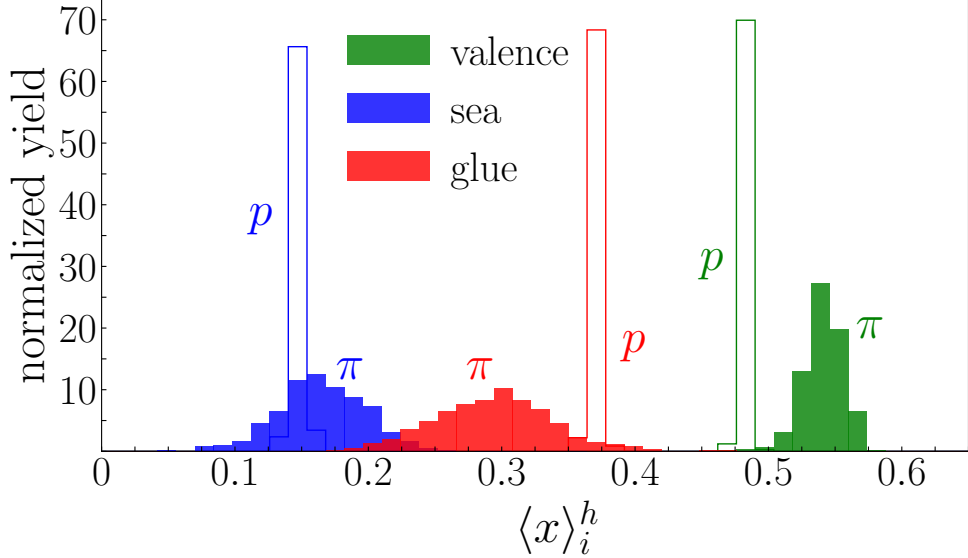 normalized yield
70
60
50
40
30
20
10
valence
sea
glue
p
π
π
p
p
π
0 0.1 0.2 0.3 0.4 0.5 0.6
⟨x⟩ᵢʰ